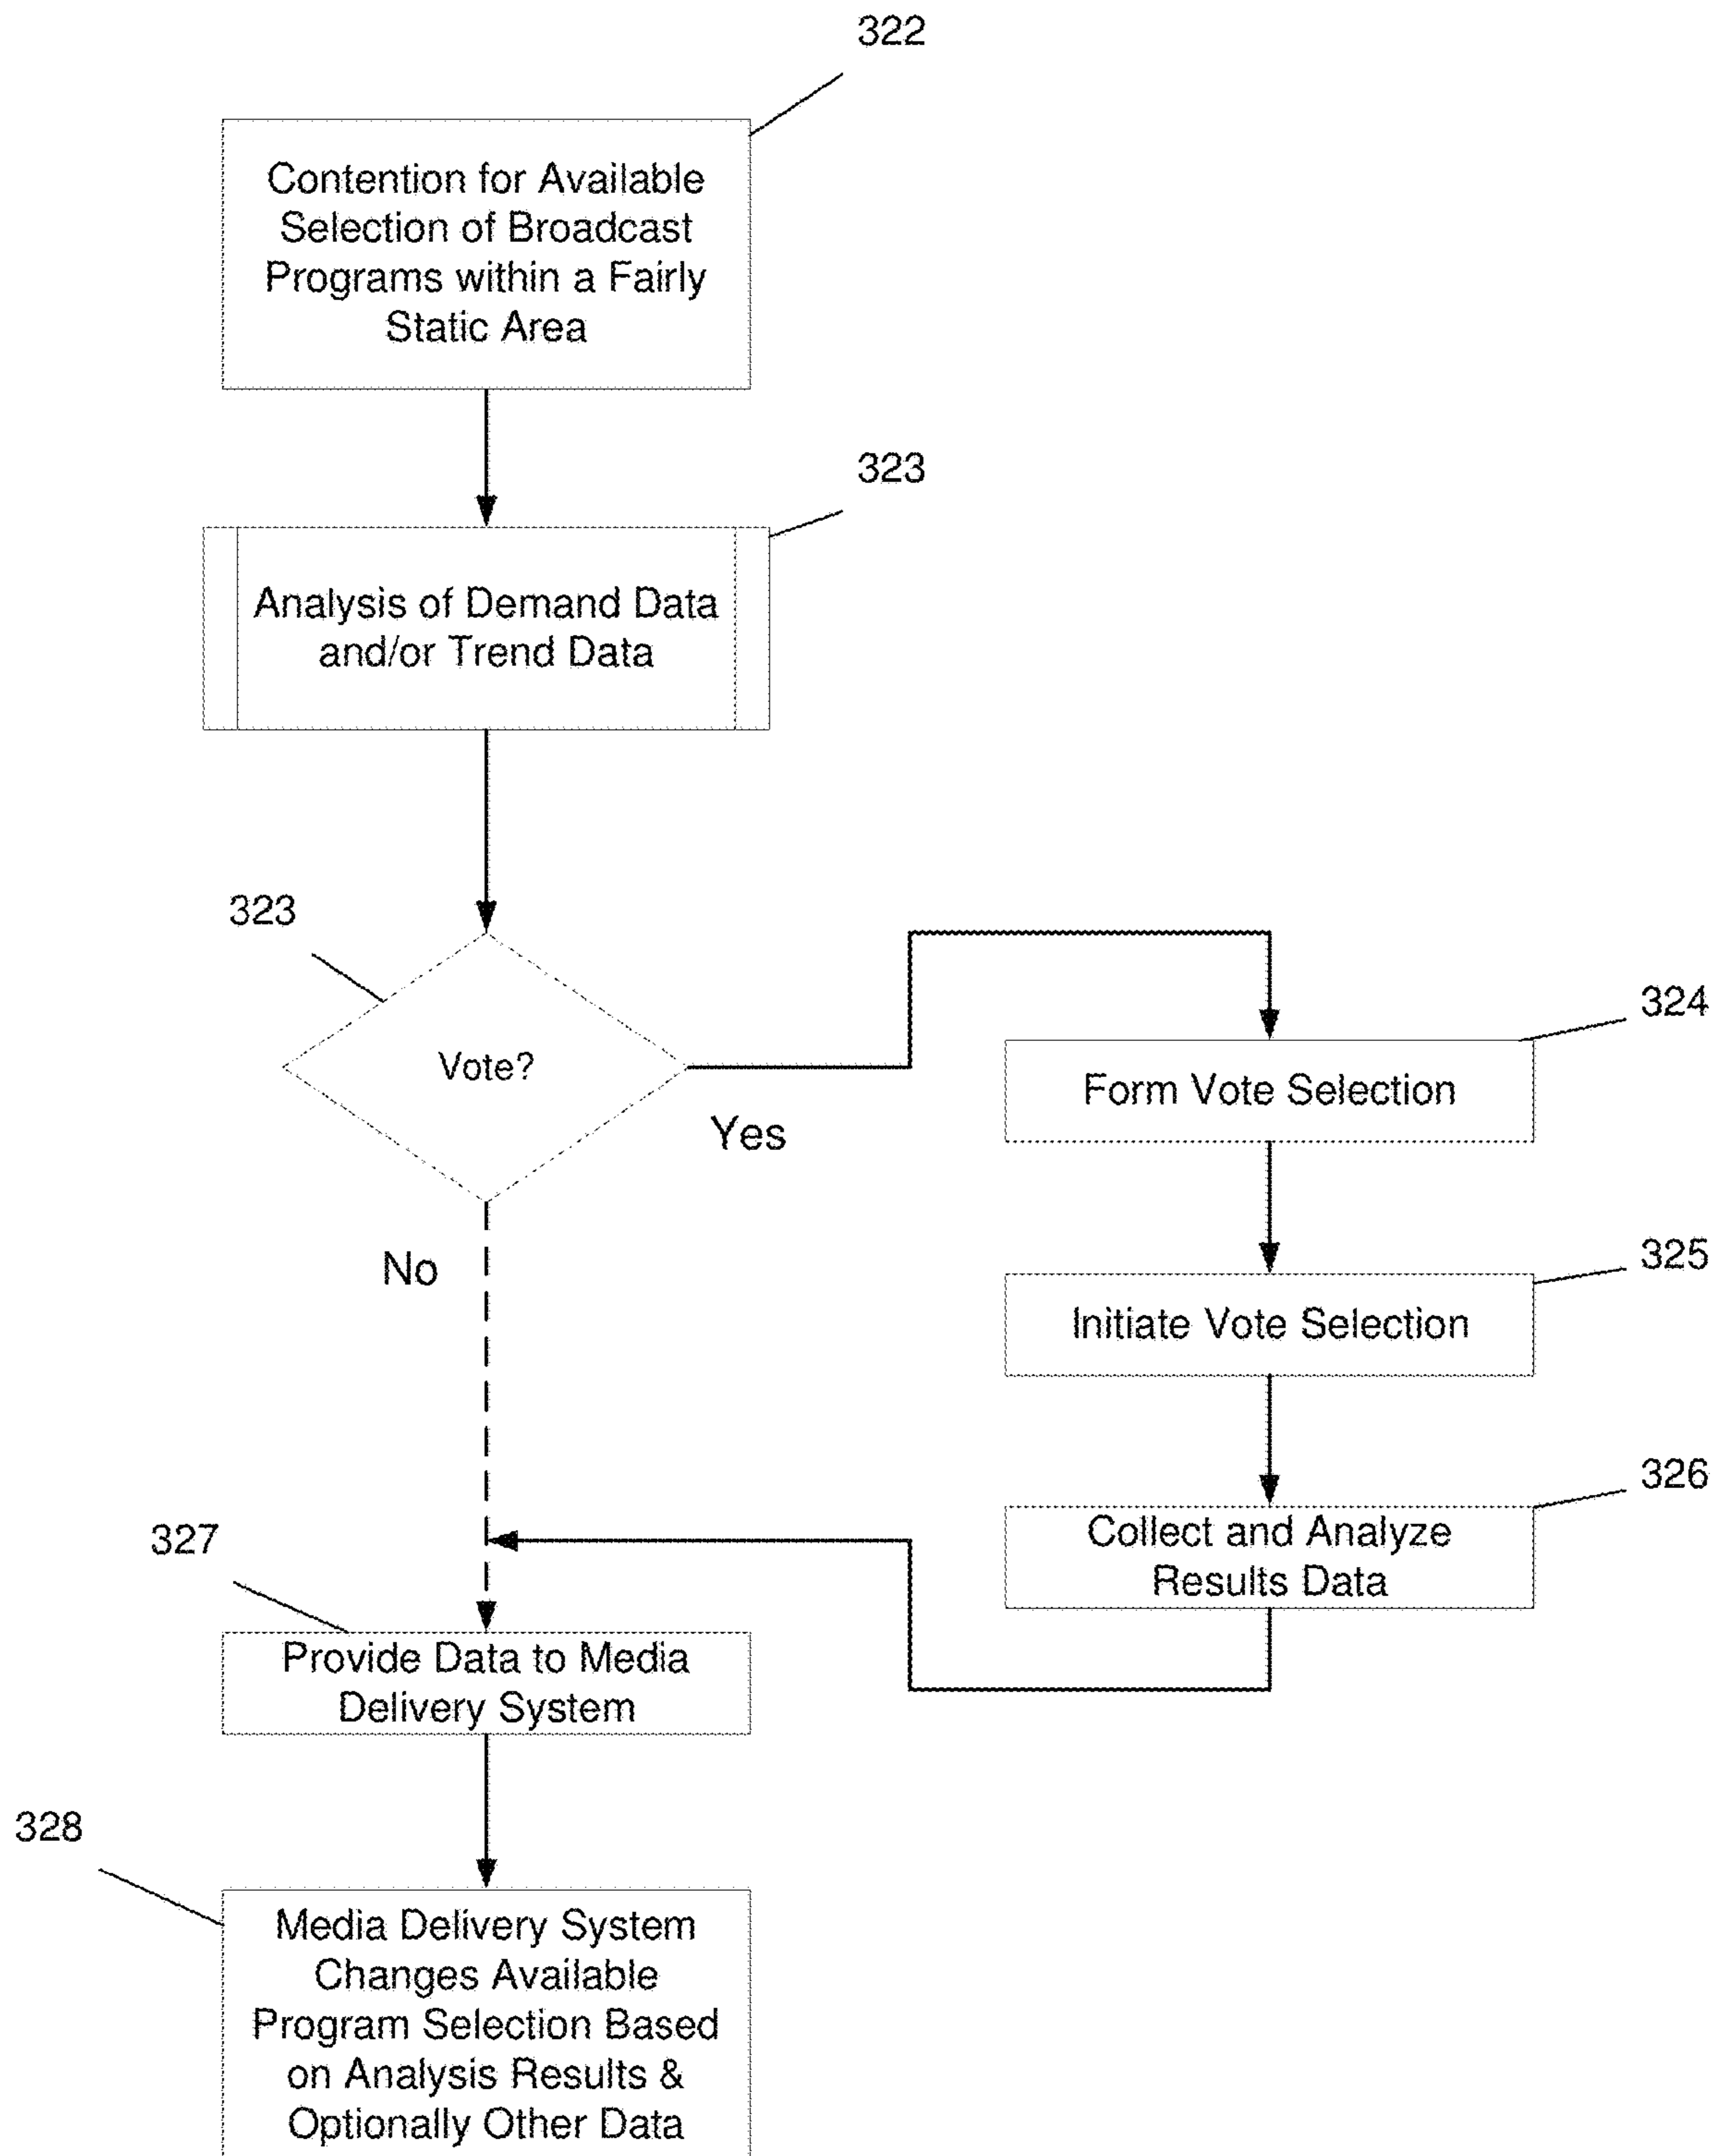 322
Contention for Available
Selection of Broadcast
Programs within a Fairly
Static Area
323
Analysis of Demand Data
and/or Trend Data
323
Vote?
Yes
No
324
Form Vote Selection
325
Initiate Vote Selection
326
Collect and Analyze
Results Data
327
Provide Data to Media
Delivery System
328
Media Delivery System
Changes Available
Program Selection Based
on Analysis Results &
Optionally Other Data